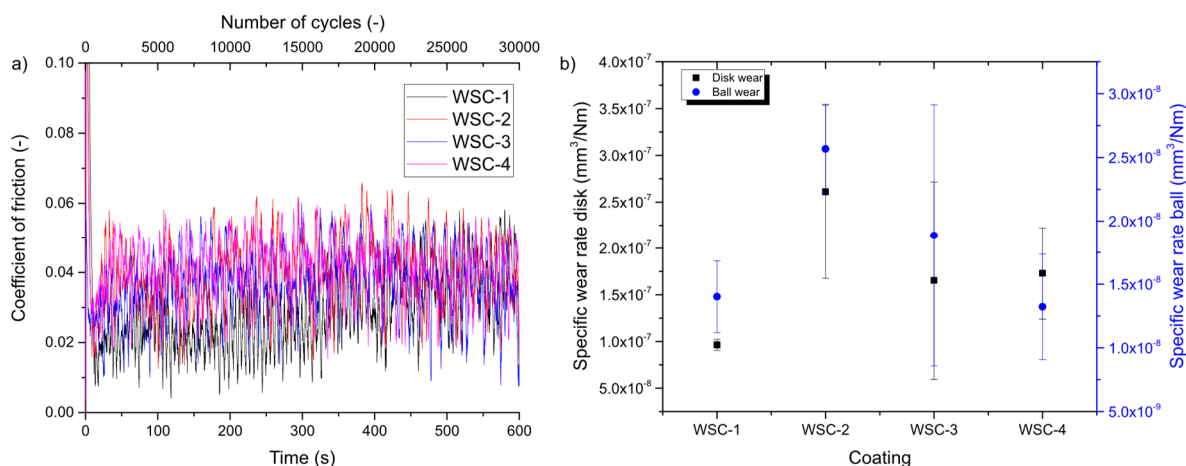 a)
Number of cycles (-)
0 5000 10000 15000 20000 25000 30000
0.10
0.08
0.06
0.04
0.02
0.00
Coefficient of friction (-)
WSC-1
WSC-2
WSC-3
WSC-4
0 100 200 300 400 500 600
Time (s)
b)
Disk wear
Ball wear
4.0x10⁻⁷
3.5x10⁻⁷
3.0x10⁻⁷
2.5x10⁻⁷
2.0x10⁻⁷
1.5x10⁻⁷
1.0x10⁻⁷
5.0x10⁻⁸
Specific wear rate disk (mm³/Nm)
3.0x10⁻⁸
2.5x10⁻⁸
2.0x10⁻⁸
1.5x10⁻⁸
1.0x10⁻⁸
5.0x10⁻⁹
Specific wear rate ball (mm³/Nm)
WSC-1 WSC-2 WSC-3 WSC-4
Coating